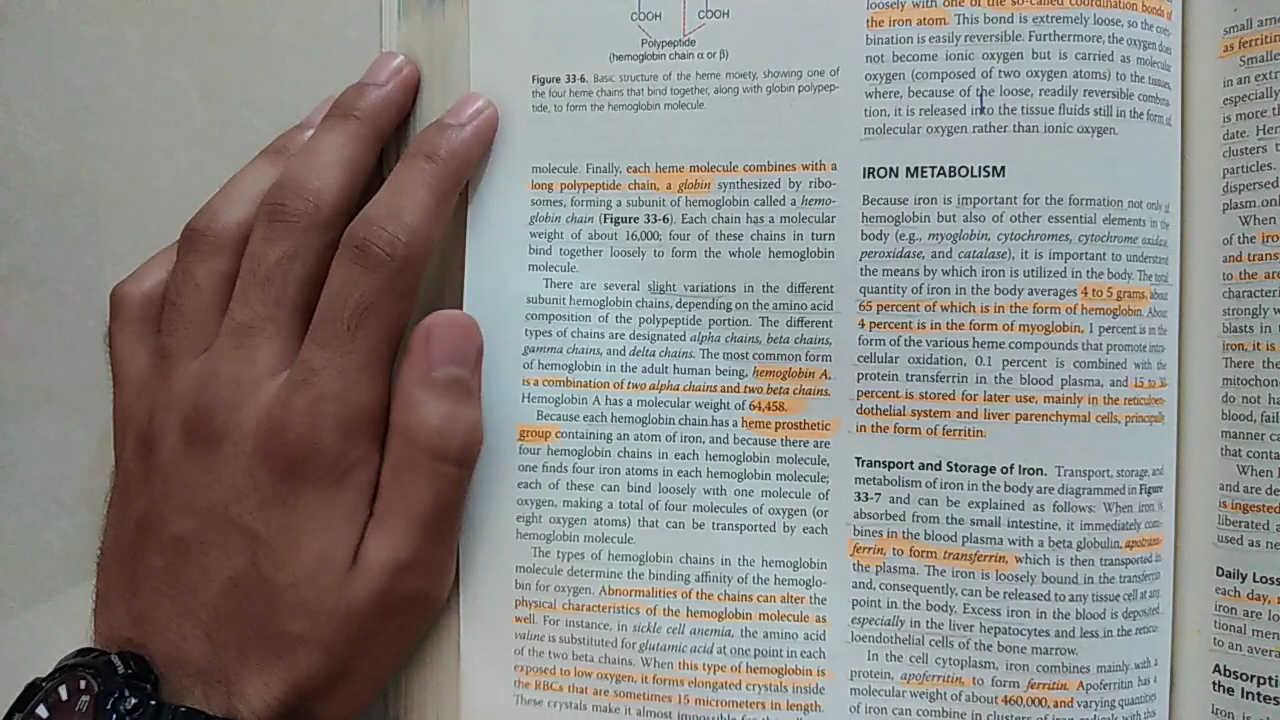 COOH COOH
Polypeptide
(hemoglobin chain α or β)
Figure 33-6. Basic structure of the heme moiety, showing one of
the four heme chains that bind together, along with globin polypep-
tide, to form the hemoglobin molecule.
molecule. Finally, each heme molecule combines with a
long polypeptide chain, a globin synthesized by ribo-
somes, forming a subunit of hemoglobin called a hemo-
globin chain (Figure 33-6). Each chain has a molecular
weight of about 16,000; four of these chains in turn
bind together loosely to form the whole hemoglobin
molecule.
There are several slight variations in the different
subunit hemoglobin chains, depending on the amino acid
composition of the polypeptide portion. The different
types of chains are designated alpha chains, beta chains,
gamma chains, and delta chains. The most common form
of hemoglobin in the adult human being, hemoglobin A,
is a combination of two alpha chains and two beta chains.
Hemoglobin A has a molecular weight of 64,458.
Because each hemoglobin chain has a heme prosthetic
group containing an atom of iron, and because there are
four hemoglobin chains in each hemoglobin molecule,
one finds four iron atoms in each hemoglobin molecule;
each of these can bind loosely with one molecule of
oxygen, making a total of four molecules of oxygen (or
eight oxygen atoms) that can be transported by each
hemoglobin molecule.
The types of hemoglobin chains in the hemoglobin
molecule determine the binding affinity of the hemoglo-
bin for oxygen. Abnormalities of the chains can alter the
physical characteristics of the hemoglobin molecule as
well. For instance, in sickle cell anemia, the amino acid
valine is substituted for glutamic acid at one point in each
of the two beta chains. When this type of hemoglobin is
exposed to low oxygen, it forms elongated crystals inside
the RBCs that are sometimes 15 micrometers in length.
These crystals make it almost impossible
loosely with one of the so-called coordination bonds of
the iron atom. This bond is extremely loose, so the com-
bination is easily reversible. Furthermore, the oxygen does
not become ionic oxygen but is carried as molecular
oxygen (composed of two oxygen atoms) to the tissues,
where, because of the loose, readily reversible combina-
tion, it is released into the tissue fluids still in the form of
molecular oxygen rather than ionic oxygen.
IRON METABOLISM
Because iron is important for the formation not only of
hemoglobin but also of other essential elements in the
body (e.g., myoglobin, cytochromes, cytochrome oxidase,
peroxidase, and catalase), it is important to understand
the means by which iron is utilized in the body. The total
quantity of iron in the body averages 4 to 5 grams, about
65 percent of which is in the form of hemoglobin. About
4 percent is in the form of myoglobin, 1 percent is in the
form of the various heme compounds that promote intra-
cellular oxidation, 0.1 percent is combined with the
protein transferrin in the blood plasma, and 15 to 30
percent is stored for later use, mainly in the reticuloen-
dothelial system and liver parenchymal cells, principally
in the form of ferritin.
Transport and Storage of Iron. Transport, storage, and
metabolism of iron in the body are diagrammed in Figure
33-7 and can be explained as follows: When iron is
absorbed from the small intestine, it immediately com-
bines in the blood plasma with a beta globulin, apotrans-
ferrin, to form transferrin, which is then transported in
the plasma. The iron is loosely bound in the transferrin
and, consequently, can be released to any tissue cell at any
point in the body. Excess iron in the blood is deposited
especially in the liver hepatocytes and less in the reticu-
loendothelial cells of the bone marrow.
In the cell cytoplasm, iron combines mainly with a
protein, apoferritin, to form ferritin. Apoferritin has a
molecular weight of about 460,000, and varying quantities
of iron can combine in clusters of iron radicals with this
small
as ferritin
Smalle
in an
especially
is more
date.
clusters
particles.
dispersed
plasma
When
of the iron
and
to the
strongly
blasts in
iron, it is
There
do not
blood,
manner
that
When
and are
is ingested
liberated
used as
Daily Loss
each day,
iron are
to an
the
Iron is